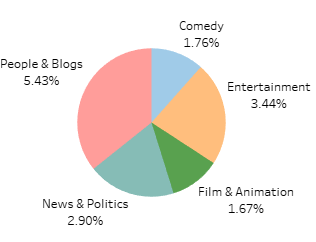 Comedy
1.76%
People & Blogs
5.43%
Entertainment
3.44%
Film & Animation
1.67%
News & Politics
2.90%